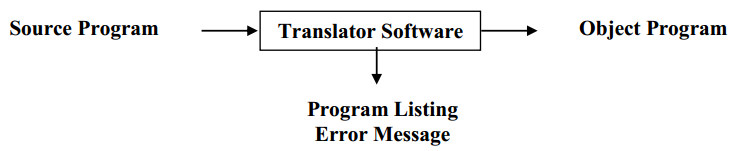 Source Program
Translator Software
Object Program
Program Listing
Error Message